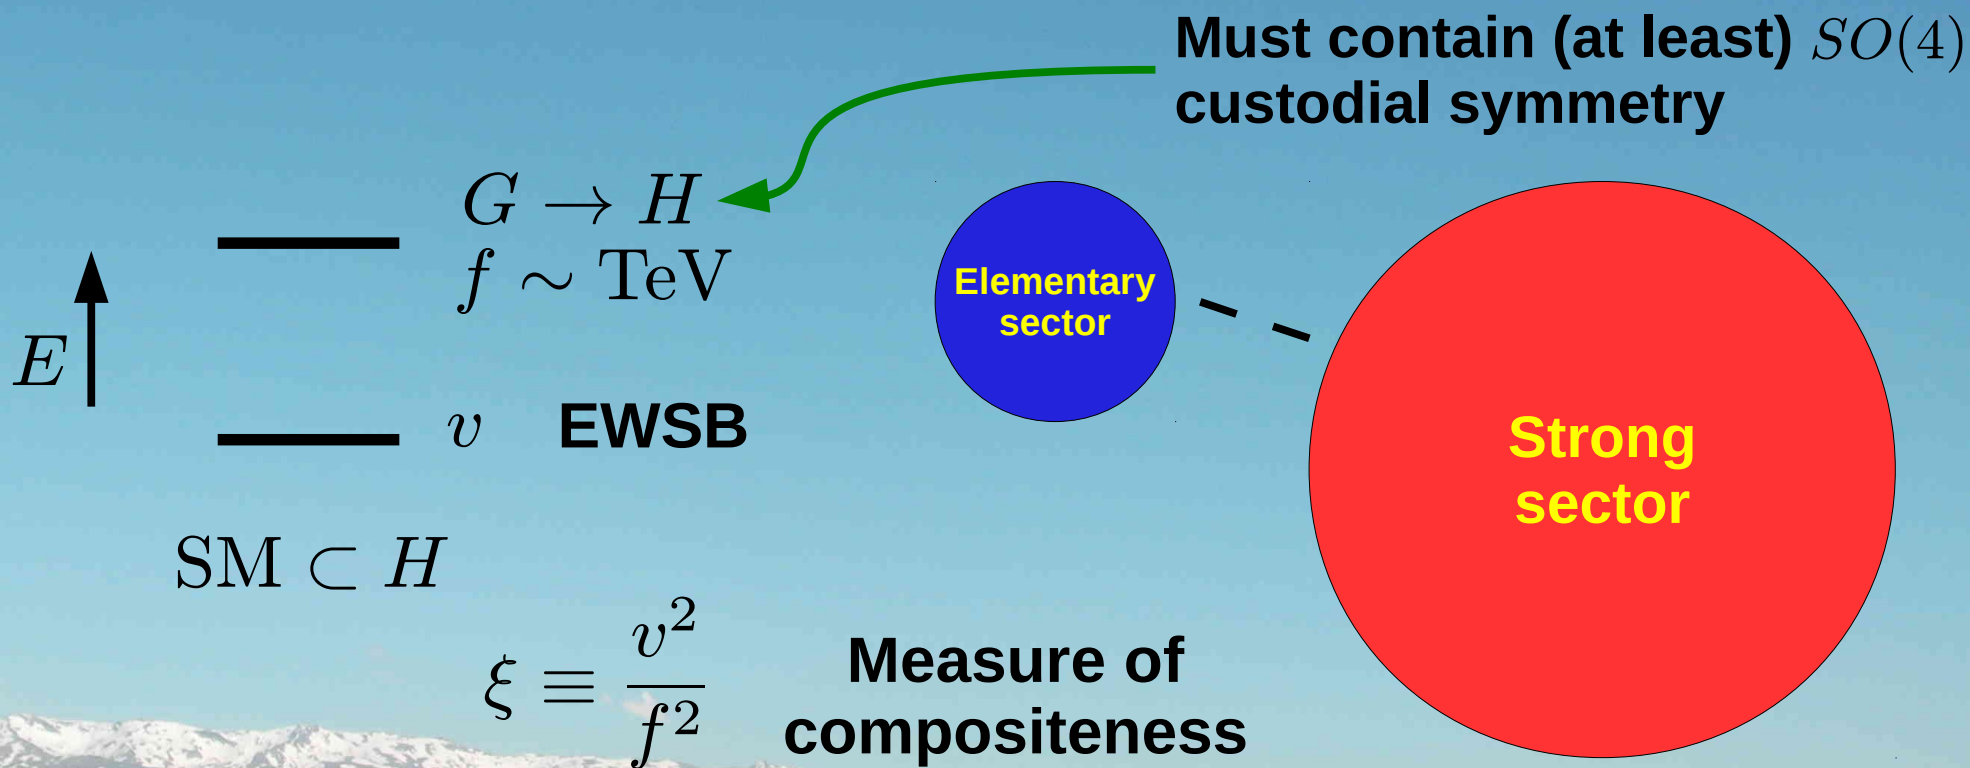 Must contain (at least) SO(4)
custodial symmetry
G → H
f ∼ TeV
E
v EWSB
SM ⊂ H
ξ ≡ v²/f²
Measure of
compositeness
Elementary
sector
Strong
sector